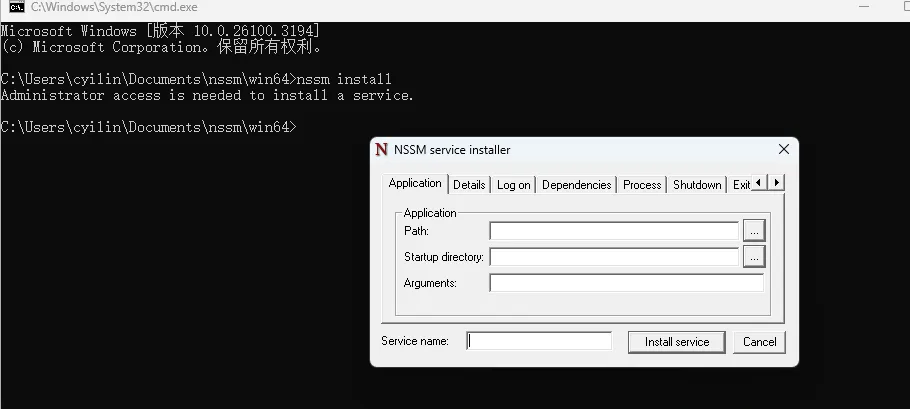 C:\Windows\System32\cmd.exe
Microsoft Windows [版本 10.0.26100.3194]
(c) Microsoft Corporation。保留所有权利。
C:\Users\cyilin\Documents\nssm\win64>nssm install
Administrator access is needed to install a service.
C:\Users\cyilin\Documents\nssm\win64>
NSSM service installer
Application Details Log on Dependencies Process Shutdown Exit
Application
Path: ...
Startup directory: ...
Arguments:
Service name: Install service Cancel